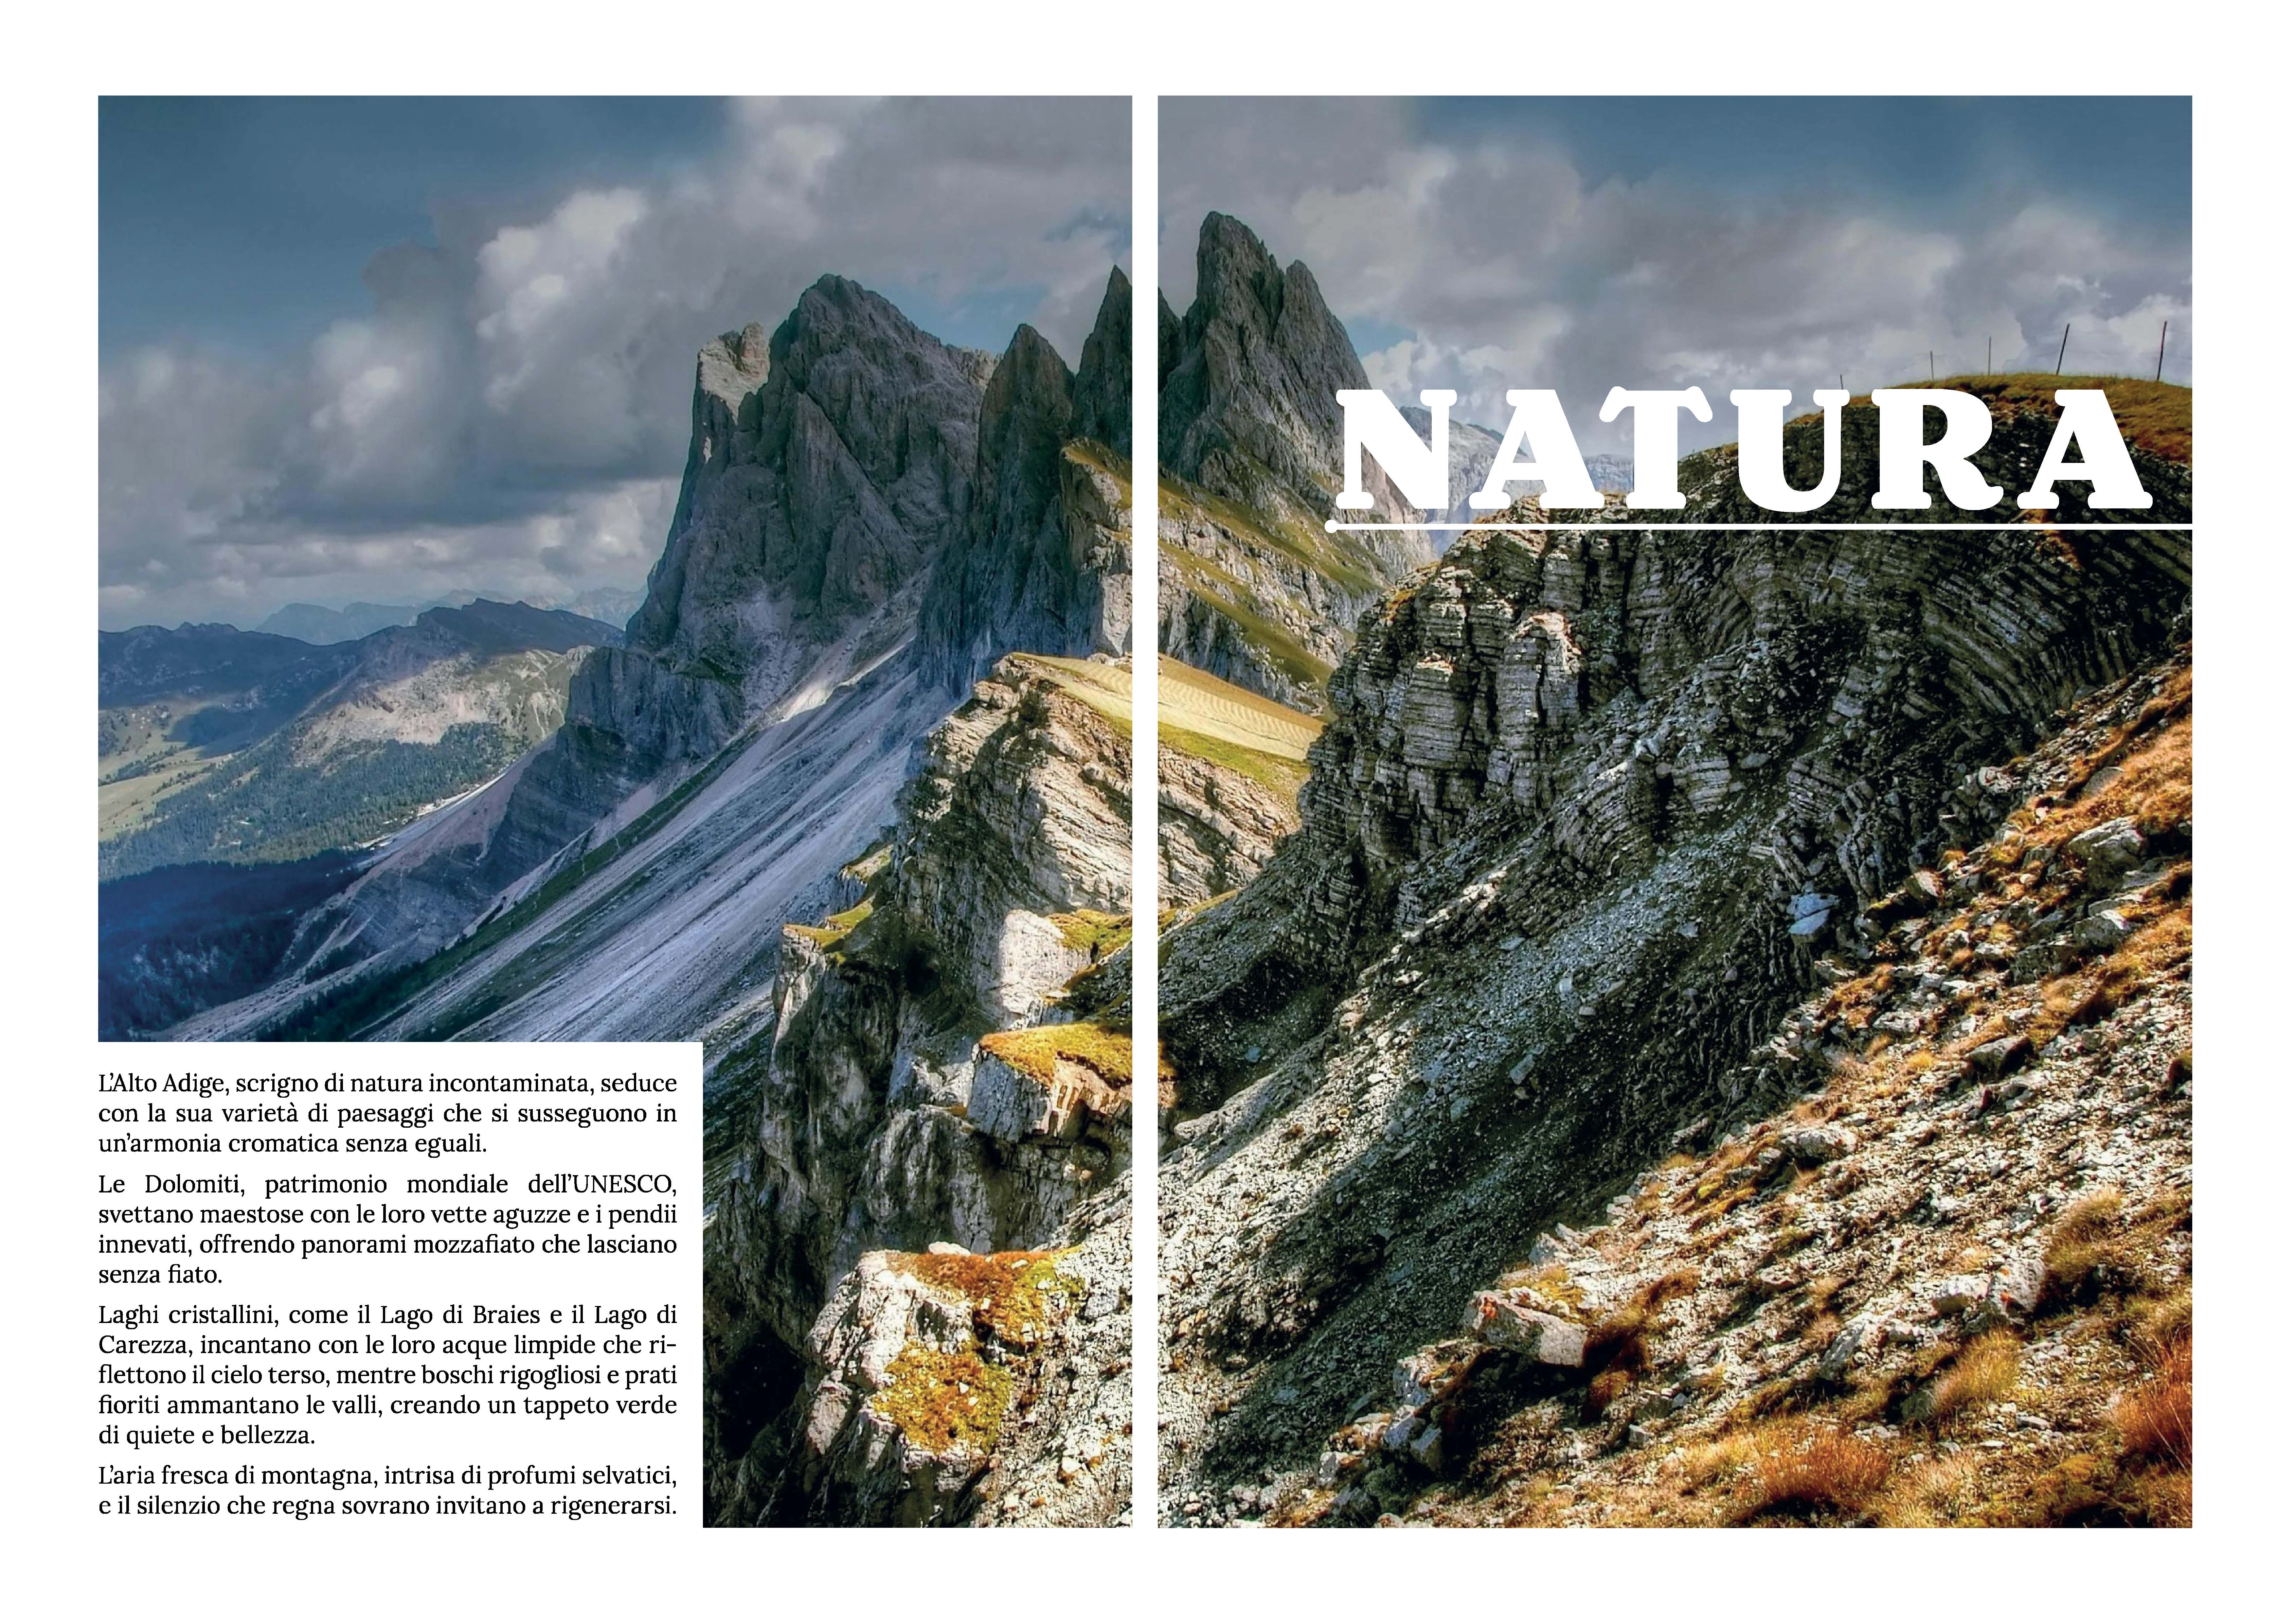 NATURA
L'Alto Adige, scrigno di natura incontaminata, seduce
con la sua varietà di paesaggi che si susseguono in
un'armonia cromatica senza eguali.
Le Dolomiti, patrimonio mondiale dell'UNESCO,
svettano maestose con le loro vette aguzze e i pendii
innevati, offrendo panorami mozzafiato che lasciano
senza fiato.
Laghi cristallini, come il Lago di Braies e il Lago di
Carezza, incantano con le loro acque limpide che ri-
flettono il cielo terso, mentre boschi rigogliosi e prati
fioriti ammantano le valli, creando un tappeto verde
di quiete e bellezza.
L'aria fresca di montagna, intrisa di profumi selvatici,
e il silenzio che regna sovrano invitano a rigenerarsi.